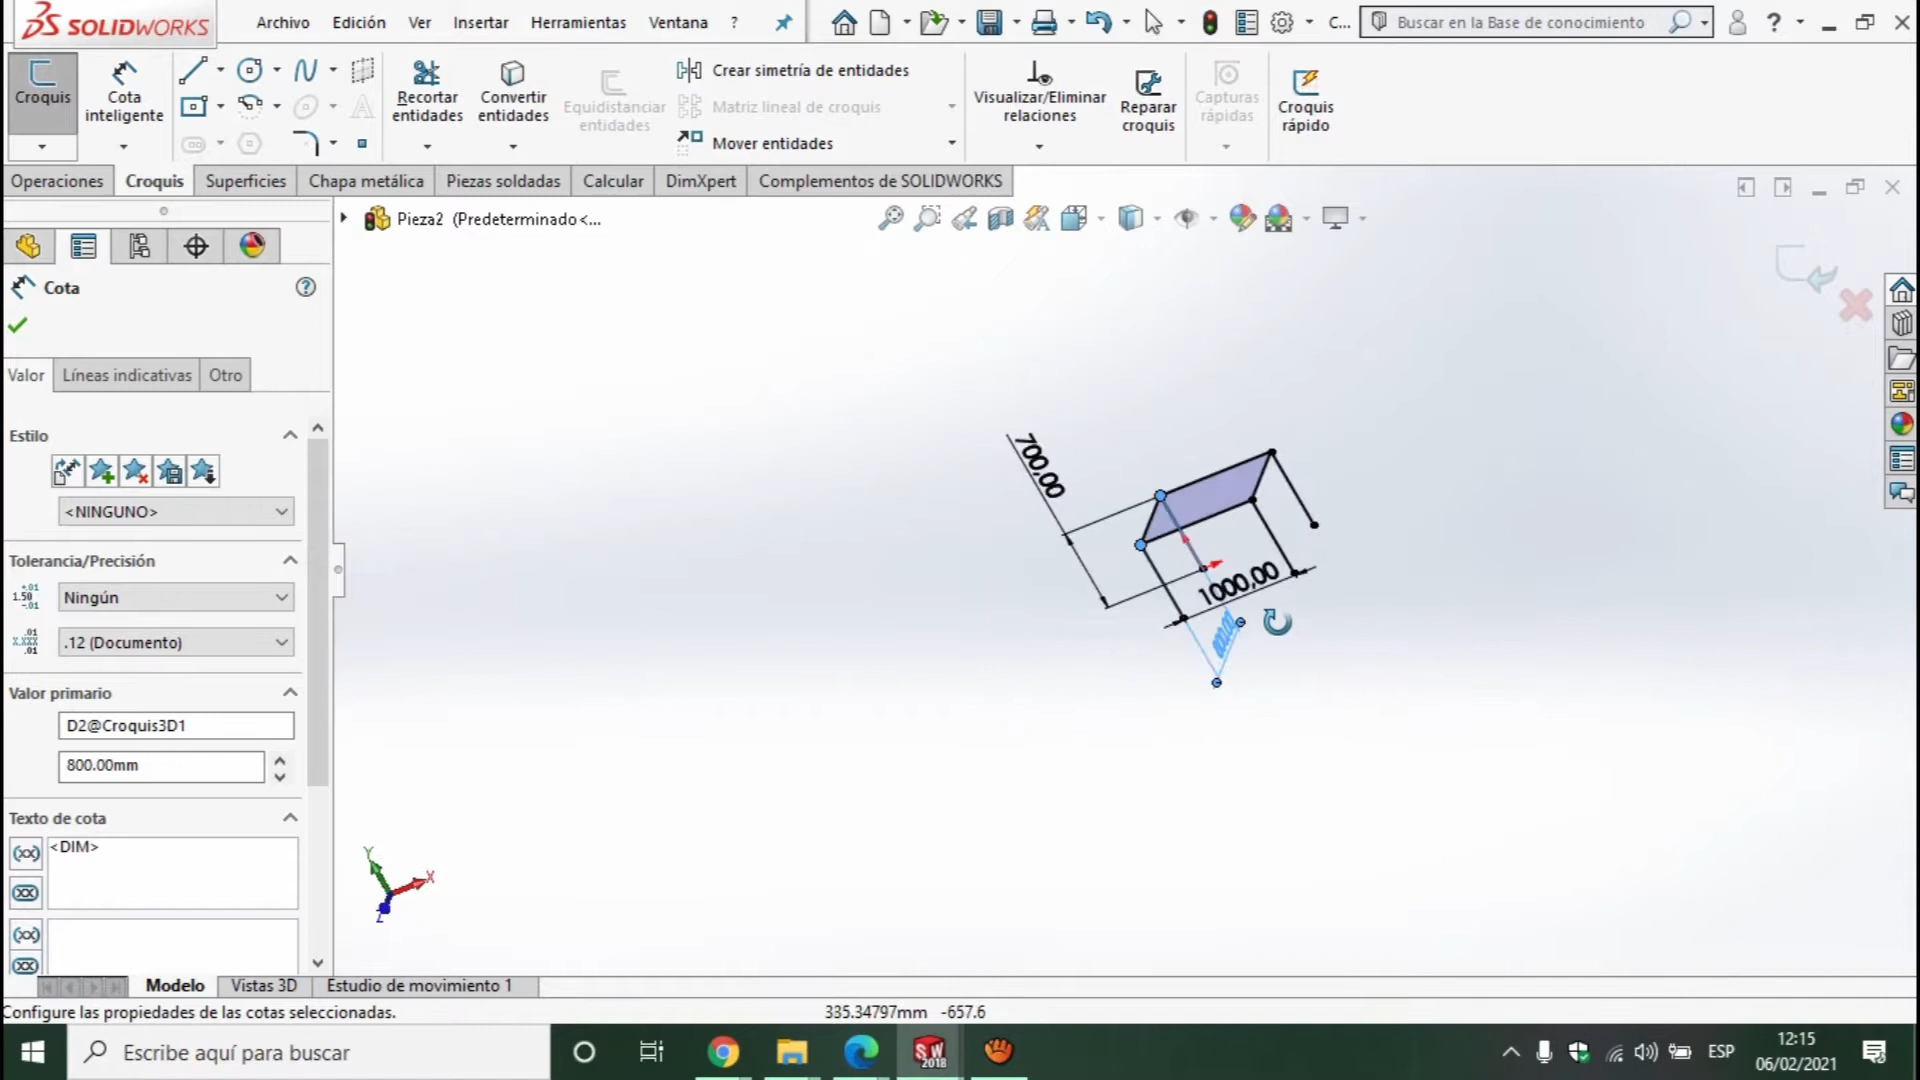 SOLIDWORKS
Archivo Edición Ver Insertar Herramientas Ventana ?
C...
Buscar en la Base de conocimiento
Croquis
Cota inteligente
Recortar entidades
Convertir entidades
Equidistanciar entidades
Crear simetría de entidades
Matriz lineal de croquis
Mover entidades
Visualizar/Eliminar relaciones
Reparar croquis
Capturas rápidas
Croquis rápido
Operaciones Croquis Superficies Chapa metálica Piezas soldadas Calcular DimXpert Complementos de SOLIDWORKS
Pieza2 (Predeterminado<...
Cota
Valor Líneas indicativas Otro
Estilo
<NINGUNO>
Tolerancia/Precisión
Ningún
.12 (Documento)
Valor primario
D2@Croquis3D1
800.00mm
Texto de cota
<DIM>
700,00
1000,00
Y
X
Z
Modelo Vistas 3D Estudio de movimiento 1
Configure las propiedades de las cotas seleccionadas.
335.34797mm -657.6
Escribe aquí para buscar
SW 2018
ESP
12:15
06/02/2021